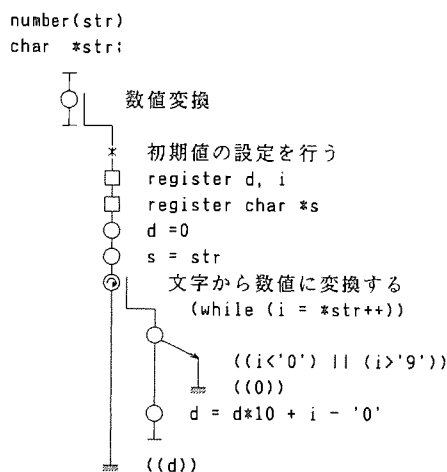 number(str)
char *str;
数値変換
初期値の設定を行う
register d, i
register char *s
d =0
s = str
文字から数値に変換する
(while (i = *str++))
((i<'0') || (i>'9'))
((0))
d = d*10 + i - '0'
((d))